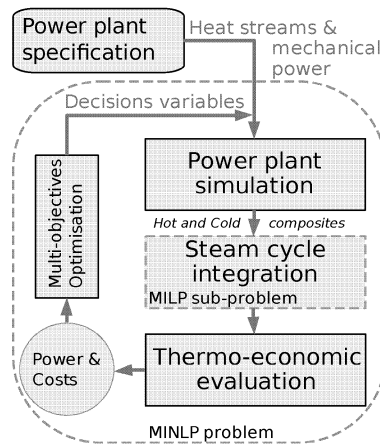 Power plant
specification
Heat streams &
mechanical
power
Decisions variables
Power plant
simulation
Hot and Cold composites
Steam cycle
integration
MILP sub-problem
Multi-objectives
Optimisation
Thermo-economic
evaluation
Power &
Costs
MINLP problem